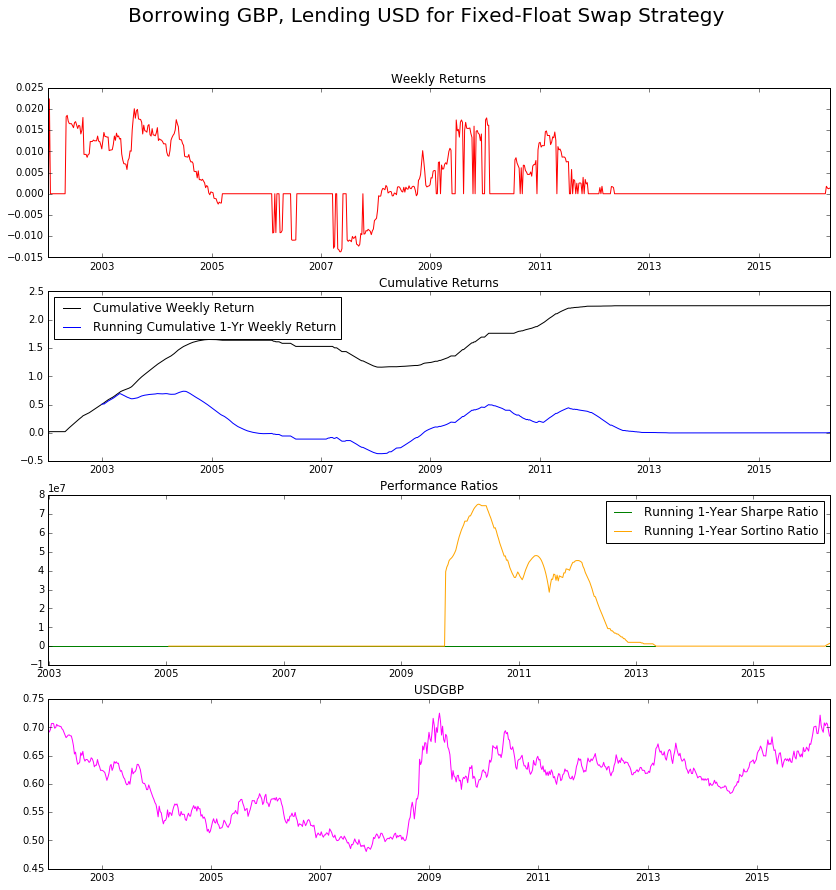 Borrowing GBP, Lending USD for Fixed-Float Swap Strategy
Weekly Returns
0.025
0.020
0.015
0.010
0.005
0.000
−0.005
−0.010
−0.015
2003 2005 2007 2009 2011 2013 2015
Cumulative Returns
2.5
2.0
1.5
1.0
0.5
0.0
−0.5
Cumulative Weekly Return
Running Cumulative 1-Yr Weekly Return
2003 2005 2007 2009 2011 2013 2015
Performance Ratios
1e7
8
7
6
5
4
3
2
1
0
−1
Running 1-Year Sharpe Ratio
Running 1-Year Sortino Ratio
2003 2005 2007 2009 2011 2013 2015
USDGBP
0.75
0.70
0.65
0.60
0.55
0.50
0.45
2003 2005 2007 2009 2011 2013 2015